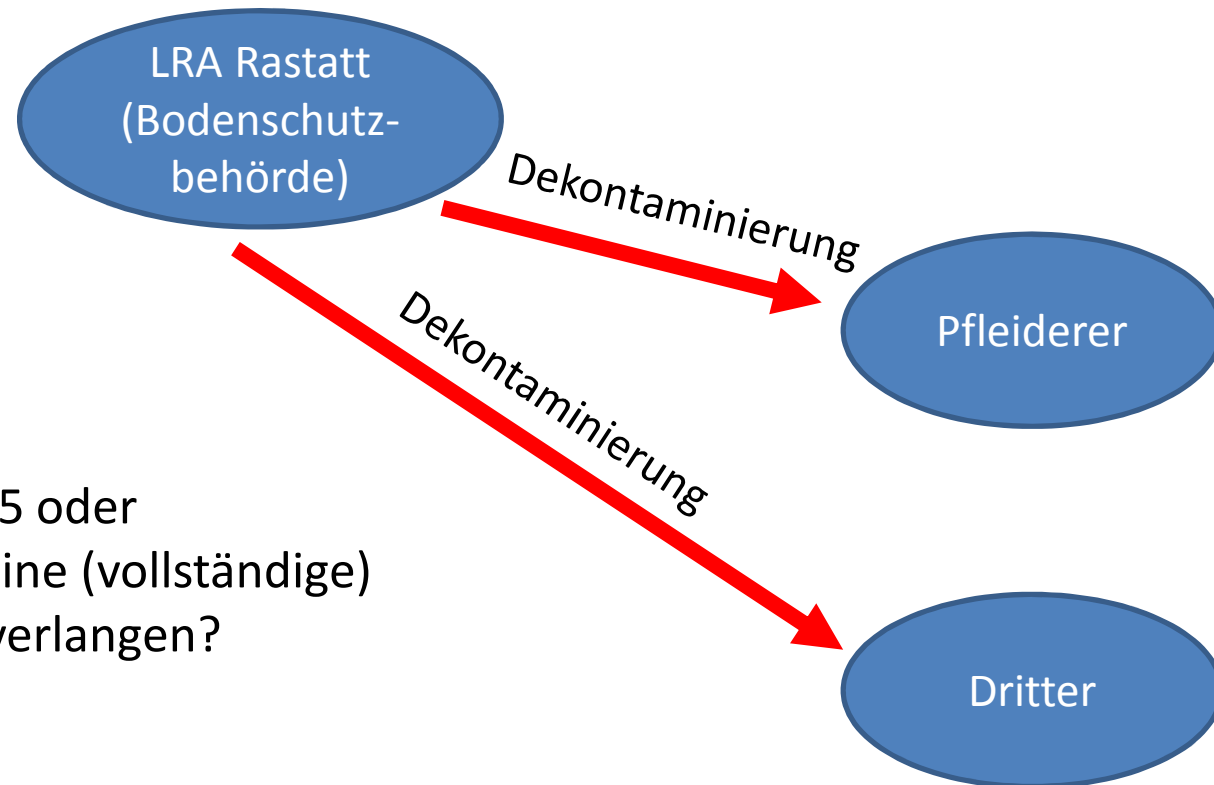 LRA Rastatt
(Bodenschutz-
behörde)
Dekontaminierung
Pfleiderer
Dekontaminierung
5 oder
ine (vollständige)
verlangen?
Dritter